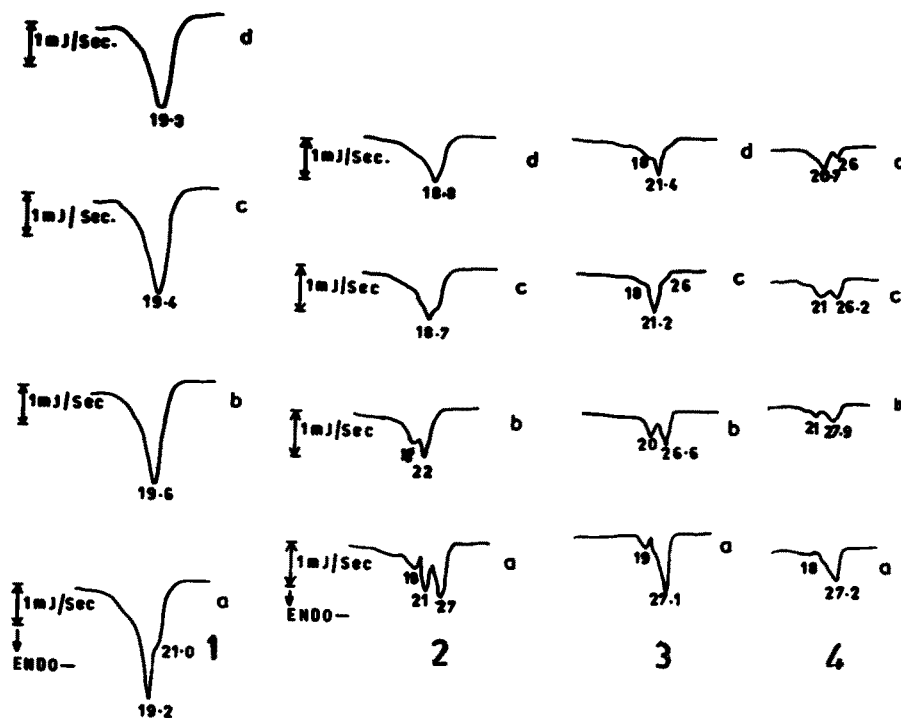 1mJ/Sec.
d
19.3
1mJ/Sec.
c
19.4
1mJ/Sec
b
19.6
1mJ/Sec
ENDO—
a
21.0
19.2
1
1mJ/Sec.
d
18.8
1mJ/Sec
c
18.7
1mJ/Sec
b
22
1mJ/Sec
ENDO—
a
21
27
2
18
21.4
d
18
26
21.2
c
20
26.6
b
19
27.1
a
3
26
21
26.2
21
27.9
18
27.2
a
4